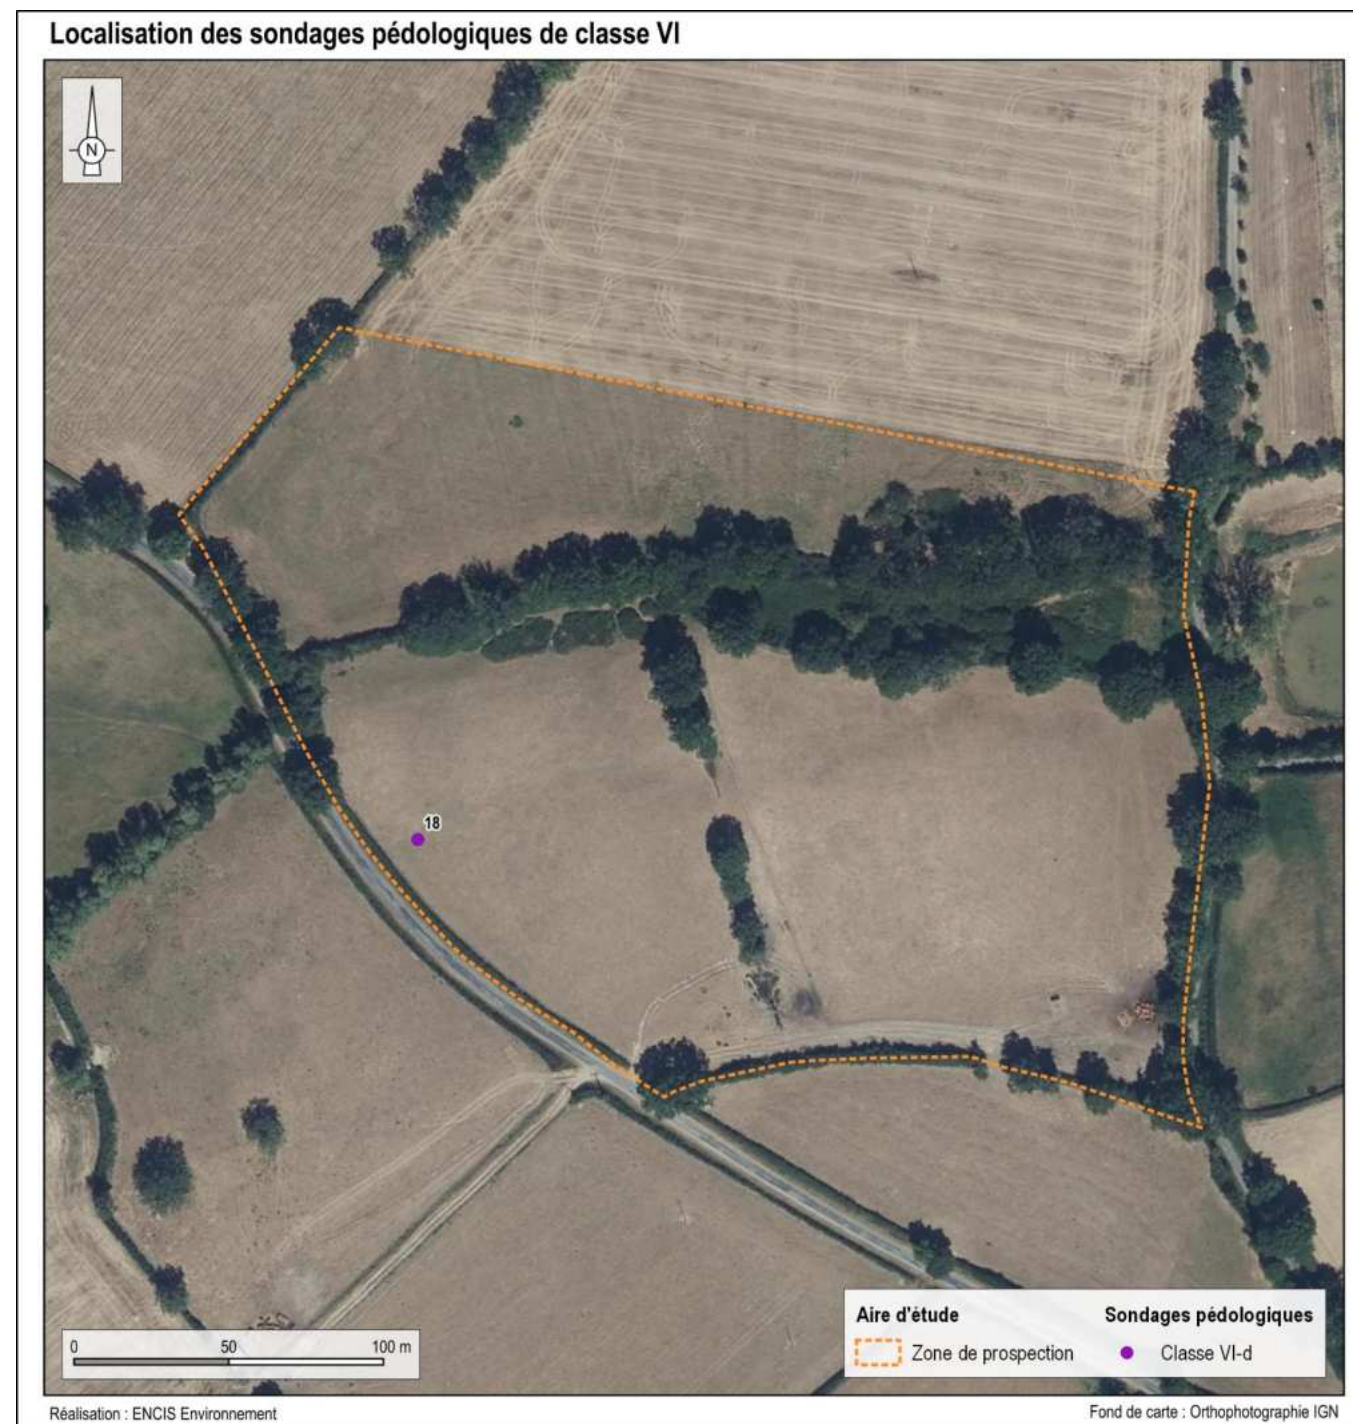 Localisation des sondages pédologiques de classe VI
N
18
Aire d'étude
Zone de prospection
Sondages pédologiques
Classe VI-d
0 50 100 m
Réalisation : ENCIS Environnement
Fond de carte : Orthophotographie IGN